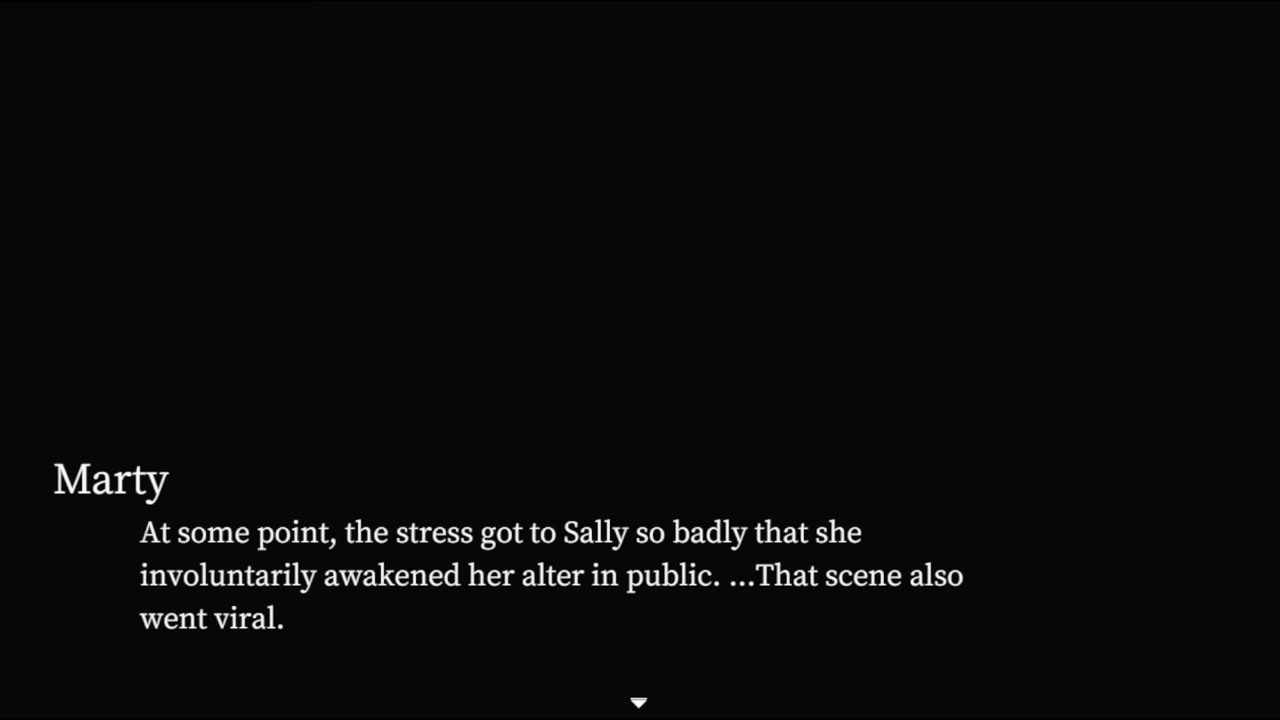 Marty
At some point, the stress got to Sally so badly that she
involuntarily awakened her alter in public. ...That scene also
went viral.